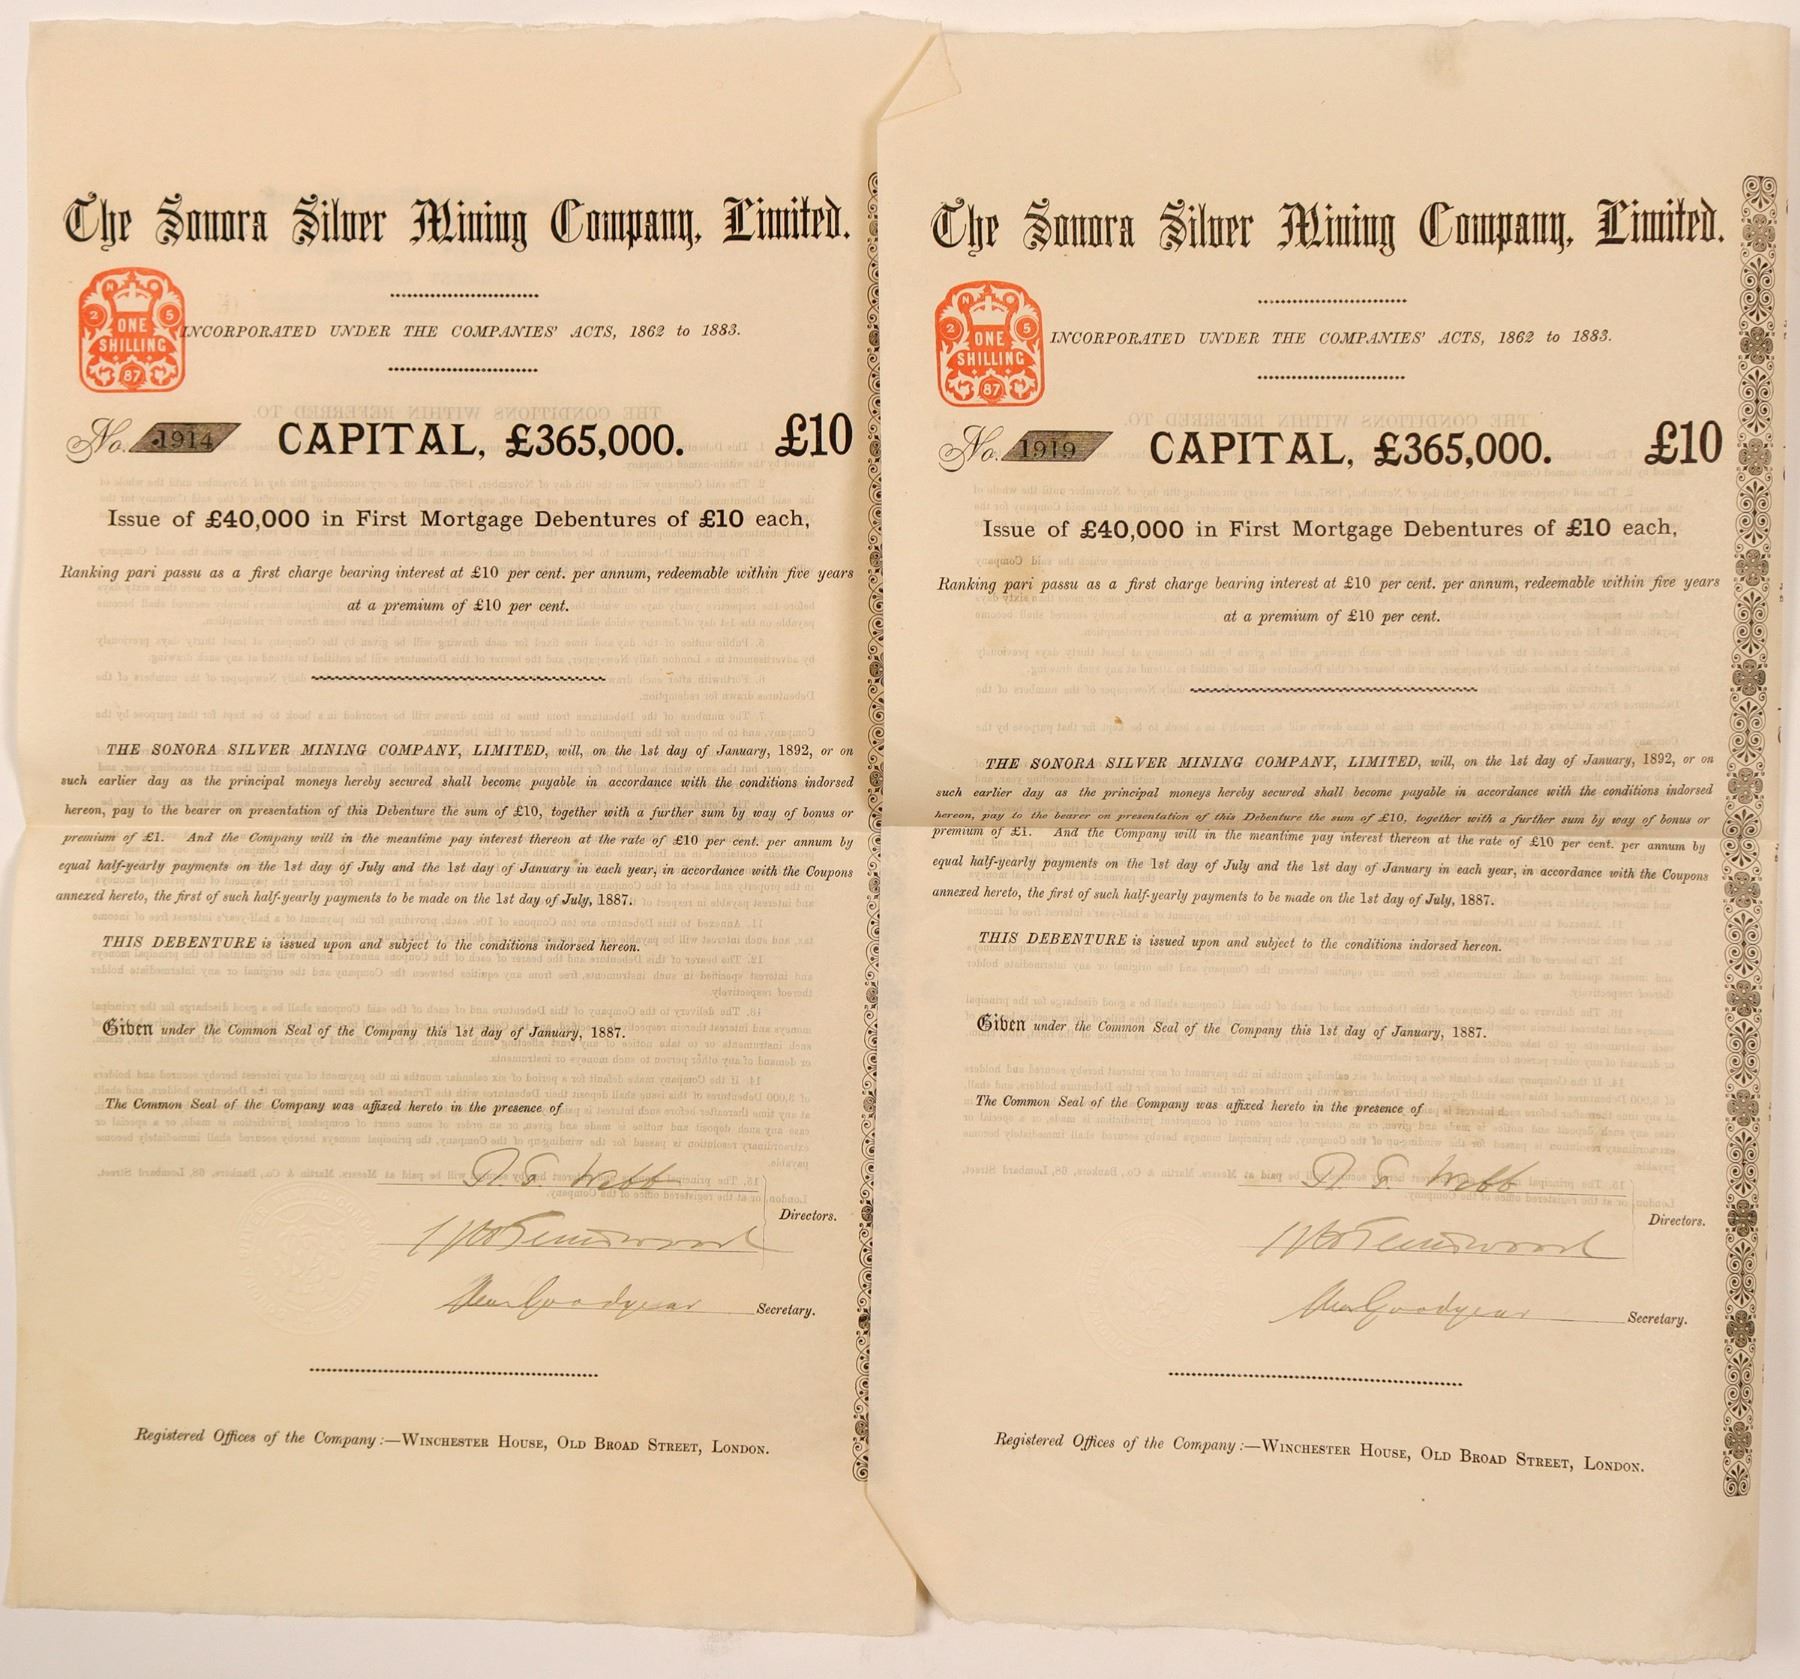 The Sonora Silver Mining Company, Limited.
N
2 5
ONE
SHILLING
87
INCORPORATED UNDER THE COMPANIES' ACTS, 1862 to 1883.
No. 1914 CAPITAL, £365,000. £10
Issue of £40,000 in First Mortgage Debentures of £10 each,
Ranking pari passu as a first charge bearing interest at £10 per cent. per annum, redeemable within five years
at a premium of £10 per cent.
THE SONORA SILVER MINING COMPANY, LIMITED, will, on the 1st day of January, 1892, or on
such earlier day as the principal moneys hereby secured shall become payable in accordance with the conditions indorsed
hereon, pay to the bearer on presentation of this Debenture the sum of £10, together with a further sum by way of bonus or
premium of £1. And the Company will in the meantime pay interest thereon at the rate of £10 per cent. per annum by
equal half-yearly payments on the 1st day of July and the 1st day of January in each year, in accordance with the Coupons
annexed hereto, the first of such half-yearly payments to be made on the 1st day of July, 1887.
THIS DEBENTURE is issued upon and subject to the conditions indorsed hereon.
Given under the Common Seal of the Company this 1st day of January, 1887.
The Common Seal of the Company was affixed hereto in the presence of
Webb
Directors.
Goodyear Secretary.
Registered Offices of the Company:—WINCHESTER HOUSE, OLD BROAD STREET, LONDON.
The Sonora Silver Mining Company, Limited.
N
2 5
ONE
SHILLING
87
INCORPORATED UNDER THE COMPANIES' ACTS, 1862 to 1883.
No. 1919 CAPITAL, £365,000. £10
Issue of £40,000 in First Mortgage Debentures of £10 each,
Ranking pari passu as a first charge bearing interest at £10 per cent. per annum, redeemable within five years
at a premium of £10 per cent.
THE SONORA SILVER MINING COMPANY, LIMITED, will, on the 1st day of January, 1892, or on
such earlier day as the principal moneys hereby secured shall become payable in accordance with the conditions indorsed
hereon, pay to the bearer on presentation of this Debenture the sum of £10, together with a further sum by way of bonus or
premium of £1. And the Company will in the meantime pay interest thereon at the rate of £10 per cent. per annum by
equal half-yearly payments on the 1st day of July and the 1st day of January in each year, in accordance with the Coupons
annexed hereto, the first of such half-yearly payments to be made on the 1st day of July, 1887.
THIS DEBENTURE is issued upon and subject to the conditions indorsed hereon.
Given under the Common Seal of the Company this 1st day of January, 1887.
The Common Seal of the Company was affixed hereto in the presence of
Webb
Directors.
Goodyear Secretary.
Registered Offices of the Company:—WINCHESTER HOUSE, OLD BROAD STREET, LONDON.